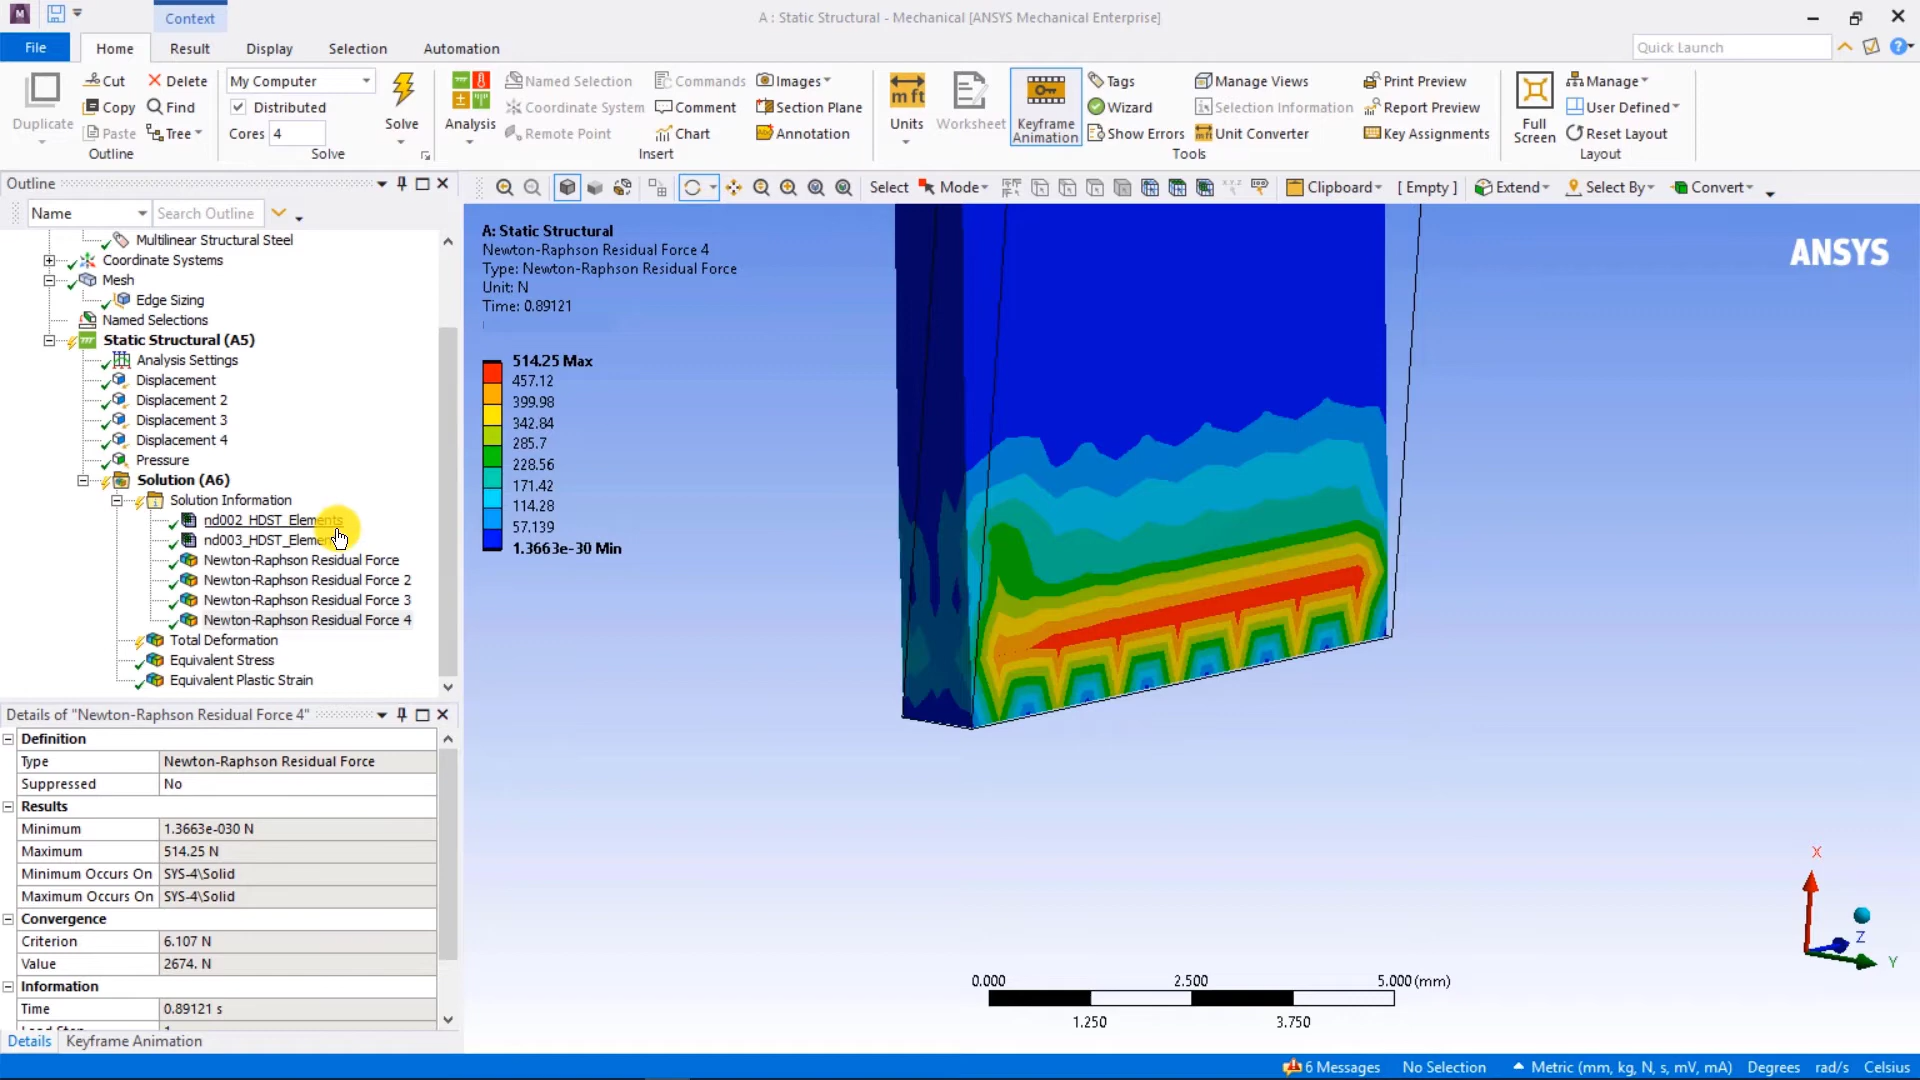 M
Context
A : Static Structural - Mechanical [ANSYS Mechanical Enterprise]
File Home Result Display Selection Automation
Quick Launch
Duplicate
Cut
Copy
Paste
Delete
Find
Tree
Outline
My Computer
Distributed
Cores 4
Solve
Solve
Analysis
Named Selection
Coordinate System
Remote Point
Commands
Comment
Chart
Images
Section Plane
Annotation
Insert
Units
Worksheet
Keyframe
Animation
Tags
Wizard
Show Errors
Manage Views
Selection Information
Unit Converter
Print Preview
Report Preview
Key Assignments
Tools
Full
Screen
Manage
User Defined
Reset Layout
Layout
Outline
Name Search Outline
Select Mode Clipboard [ Empty ] Extend Select By Convert
Multilinear Structural Steel
Coordinate Systems
Mesh
Edge Sizing
Named Selections
Static Structural (A5)
Analysis Settings
Displacement
Displacement 2
Displacement 3
Displacement 4
Pressure
Solution (A6)
Solution Information
nd002_HDST_Elements
nd003_HDST_Elem
Newton-Raphson Residual Force
Newton-Raphson Residual Force 2
Newton-Raphson Residual Force 3
Newton-Raphson Residual Force 4
Total Deformation
Equivalent Stress
Equivalent Plastic Strain
Details of "Newton-Raphson Residual Force 4"
Definition
Type Newton-Raphson Residual Force
Suppressed No
Results
Minimum 1.3663e-030 N
Maximum 514.25 N
Minimum Occurs On SYS-4\Solid
Maximum Occurs On SYS-4\Solid
Convergence
Criterion 6.107 N
Value 2674. N
Information
Time 0.89121 s
Details Keyframe Animation
A: Static Structural
Newton-Raphson Residual Force 4
Type: Newton-Raphson Residual Force
Unit: N
Time: 0.89121
514.25 Max
457.12
399.98
342.84
285.7
228.56
171.42
114.28
57.139
1.3663e-30 Min
ANSYS
X
Z
Y
0.000 2.500 5.000 (mm)
1.250 3.750
6 Messages No Selection Metric (mm, kg, N, s, mV, mA) Degrees rad/s Celsius